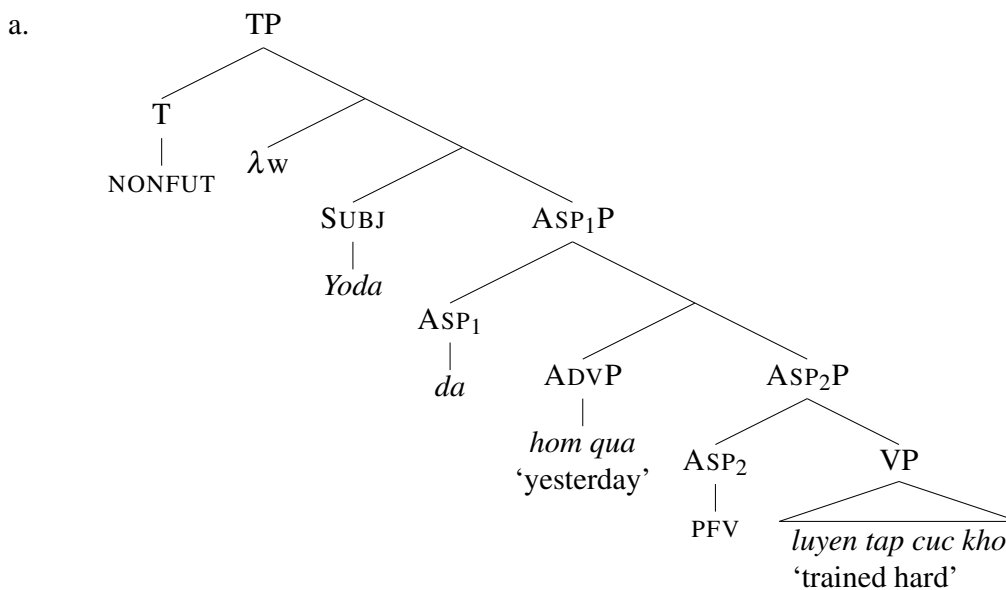 a.
TP
T
NONFUT
λw
SUBJ
Yoda
ASP₁P
ASP₁
da
ADVP
hom qua
‘yesterday’
ASP₂P
ASP₂
PFV
VP
luyen tap cuc kho
‘trained hard’